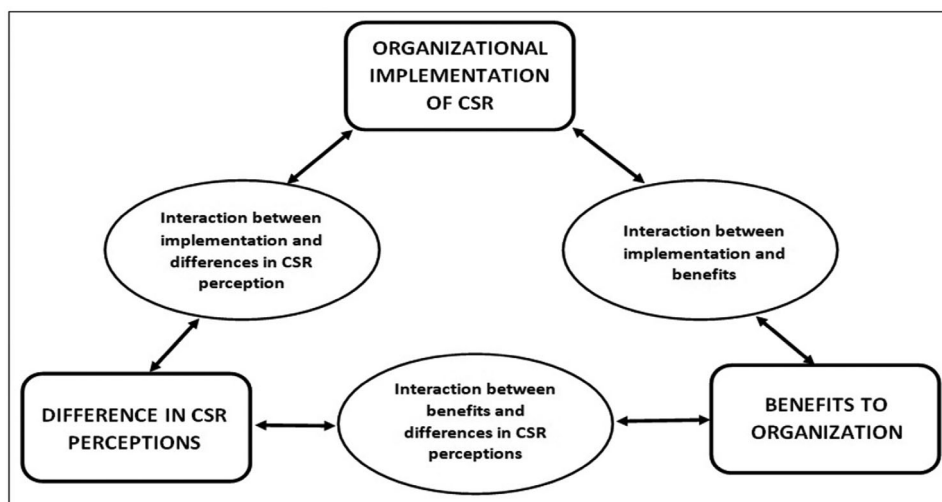 ORGANIZATIONAL
IMPLEMENTATION
OF CSR
Interaction between
implementation and
differences in CSR
perception
Interaction between
implementation and
benefits
DIFFERENCE IN CSR
PERCEPTIONS
Interaction between
benefits and
differences in CSR
perceptions
BENEFITS TO
ORGANIZATION